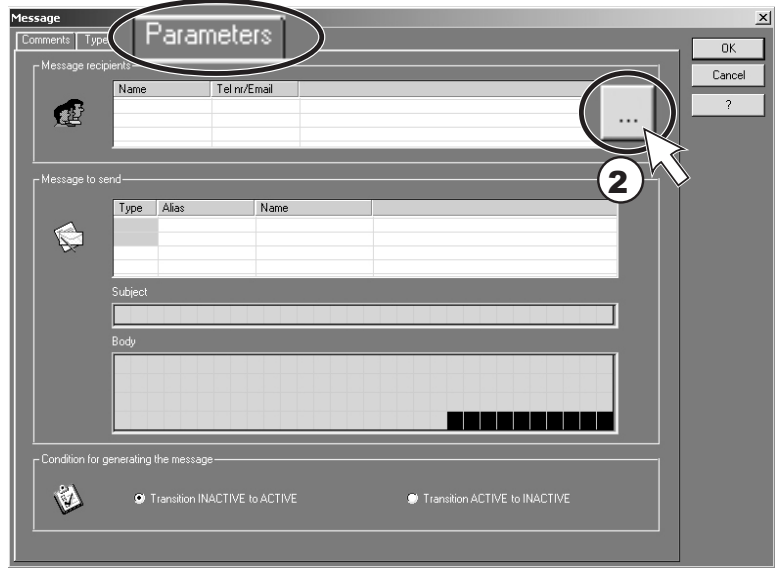 Message
Comments Type Parameters
OK
Cancel
?
Message recipients
Name Tel nr/Email
...
2
Message to send
Type Alias Name
Subject
Body
Condition for generating the message
Transition INACTIVE to ACTIVE Transition ACTIVE to INACTIVE